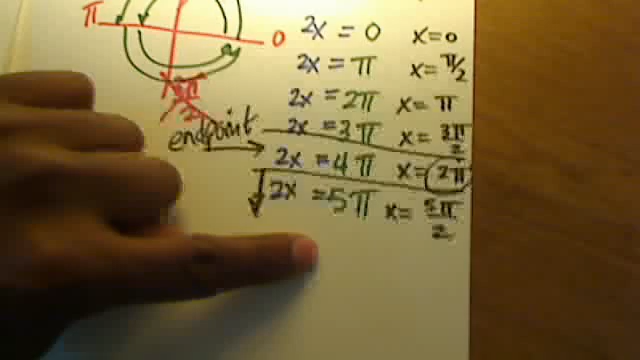 π 0
3π/2
2x = 0 x = 0
2x = π x = π/2
2x = 2π x = π
2x = 3π x = 3π/2
endpoint
2x = 4π x = 2π
2x = 5π x = 5π/2